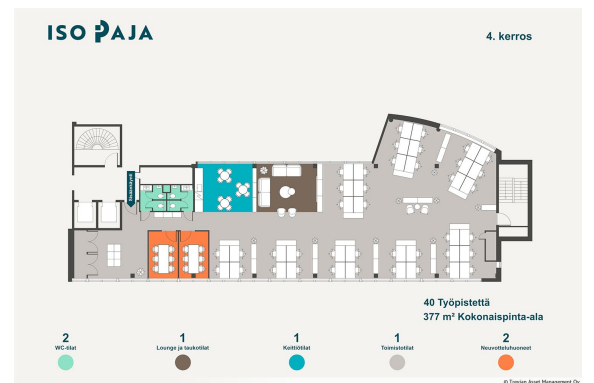 ISO PAJA
4. kerros
Sisäänkäynti
40 Työpistettä
377 m² Kokonaispinta-ala
2
WC-tilat
1
Lounge ja taukotilat
1
Keittiötilat
1
Toimistotilat
2
Neuvotteluhuoneet
© Trevian Asset Management Oy